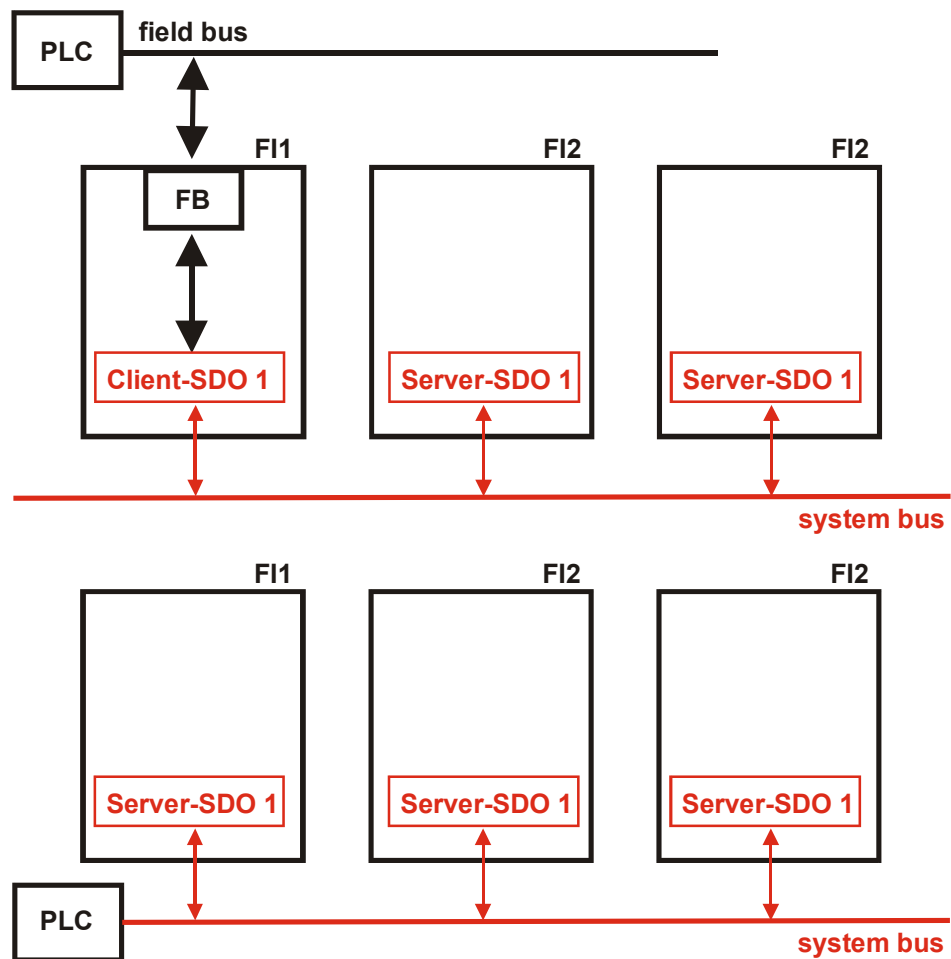 PLC
field bus
FI1
FI2
FI2
FB
Client-SDO 1
Server-SDO 1
Server-SDO 1
system bus
FI1
FI2
FI2
Server-SDO 1
Server-SDO 1
Server-SDO 1
PLC
system bus